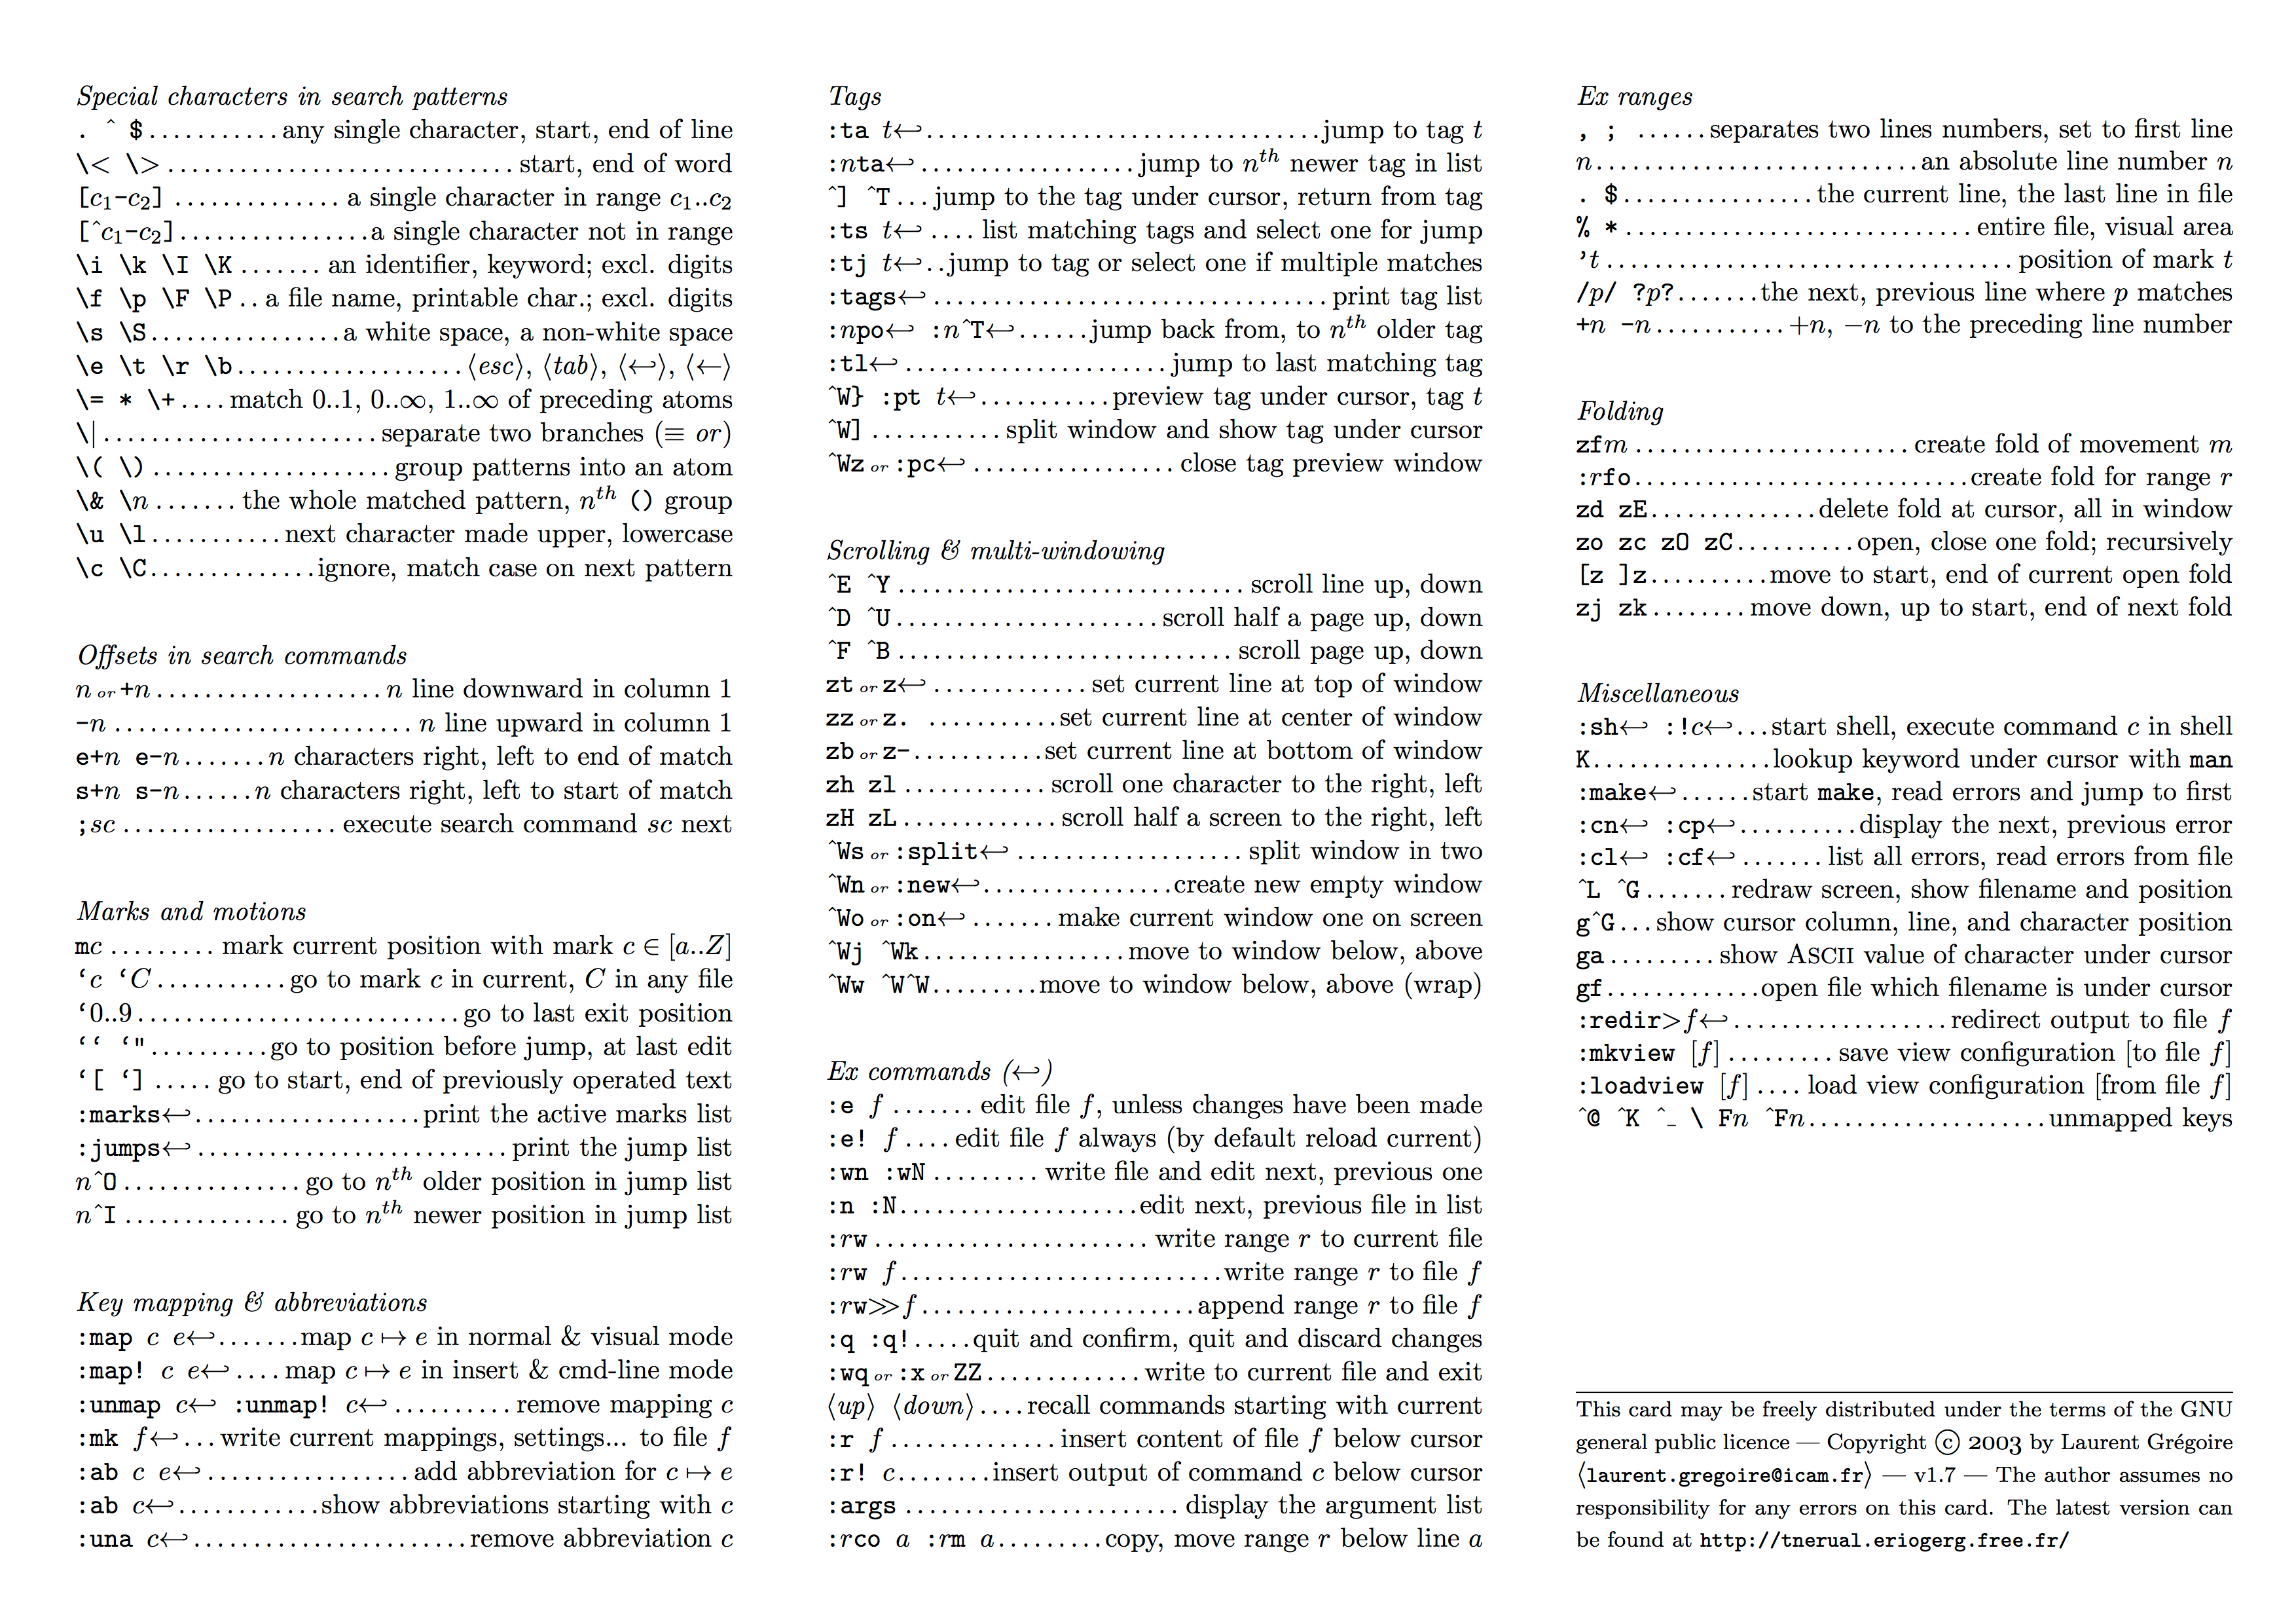 Special characters in search patterns
. ^ $ ........... any single character, start, end of line
\< \> ............................. start, end of word
[c₁-c₂] .............. a single character in range c₁..c₂
[^c₁-c₂] ................ a single character not in range
\i \k \I \K ....... an identifier, keyword; excl. digits
\f \p \F \P .. a file name, printable char.; excl. digits
\s \S ................ a white space, a non-white space
\e \t \r \b ................... ⟨esc⟩, ⟨tab⟩, ⟨↩⟩, ⟨←⟩
\= * \+ .... match 0..1, 0..∞, 1..∞ of preceding atoms
\| ....................... separate two branches (≡ or)
\( \) .................... group patterns into an atom
\& \n ....... the whole matched pattern, nᵗʰ () group
\u \l ........... next character made upper, lowercase
\c \C .............. ignore, match case on next pattern
Offsets in search commands
n or +n ................... n line downward in column 1
-n ......................... n line upward in column 1
e+n e-n ....... n characters right, left to end of match
s+n s-n ...... n characters right, left to start of match
;sc .................. execute search command sc next
Marks and motions
mc ......... mark current position with mark c ∈ [a..Z]
‘c ‘C ........... go to mark c in current, C in any file
‘0..9 ........................... go to last exit position
‘‘ ‘" .......... go to position before jump, at last edit
‘[ ‘] ..... go to start, end of previously operated text
:marks↩ ................... print the active marks list
:jumps↩ .......................... print the jump list
n^O ............... go to nᵗʰ older position in jump list
n^I .............. go to nᵗʰ newer position in jump list
Key mapping & abbreviations
:map c e↩ ....... map c ↦ e in normal & visual mode
:map! c e↩ .... map c ↦ e in insert & cmd-line mode
:unmap c↩ :unmap! c↩ .......... remove mapping c
:mk f↩ ... write current mappings, settings... to file f
:ab c e↩ ................. add abbreviation for c ↦ e
:ab c↩ ............ show abbreviations starting with c
:una c↩ ....................... remove abbreviation c
Tags
:ta t↩ ................................. jump to tag t
:nta↩ .................. jump to nᵗʰ newer tag in list
^] ^T ... jump to the tag under cursor, return from tag
:ts t↩ .... list matching tags and select one for jump
:tj t↩ .. jump to tag or select one if multiple matches
:tags↩ ................................. print tag list
:npo↩ :n^T↩ ...... jump back from, to nᵗʰ older tag
:tl↩ ...................... jump to last matching tag
^W} :pt t↩ ........... preview tag under cursor, tag t
^W] ........... split window and show tag under cursor
^Wz or :pc↩ ................. close tag preview window
Scrolling & multi-windowing
^E ^Y ............................. scroll line up, down
^D ^U ...................... scroll half a page up, down
^F ^B ............................ scroll page up, down
zt or z↩ ............. set current line at top of window
zz or z. ........... set current line at center of window
zb or z- ........... set current line at bottom of window
zh zl ............ scroll one character to the right, left
zH zL ............. scroll half a screen to the right, left
^Ws or :split↩ ................... split window in two
^Wn or :new↩ ................ create new empty window
^Wo or :on↩ ....... make current window one on screen
^Wj ^Wk ................. move to window below, above
^Ww ^W^W ......... move to window below, above (wrap)
Ex commands (↩)
:e f ....... edit file f, unless changes have been made
:e! f .... edit file f always (by default reload current)
:wn :wN ......... write file and edit next, previous one
:n :N .................... edit next, previous file in list
:rw ....................... write range r to current file
:rw f ........................... write range r to file f
:rw≫f ....................... append range r to file f
:q :q! ..... quit and confirm, quit and discard changes
:wq or :x or ZZ ............. write to current file and exit
⟨up⟩ ⟨down⟩ .... recall commands starting with current
:r f .............. insert content of file f below cursor
:r! c ........ insert output of command c below cursor
:args ....................... display the argument list
:rco a :rm a ......... copy, move range r below line a
Ex ranges
, ; ...... separates two lines numbers, set to first line
n ........................... an absolute line number n
. $ ................ the current line, the last line in file
% * ............................. entire file, visual area
’t .................................. position of mark t
/p/ ?p? ....... the next, previous line where p matches
+n -n ........... +n, −n to the preceding line number
Folding
zfm ....................... create fold of movement m
:rfo ............................ create fold for range r
zd zE .............. delete fold at cursor, all in window
zo zc zO zC .......... open, close one fold; recursively
[z ]z .......... move to start, end of current open fold
zj zk ........ move down, up to start, end of next fold
Miscellaneous
:sh↩ :!c↩ ... start shell, execute command c in shell
K ............... lookup keyword under cursor with man
:make↩ ...... start make, read errors and jump to first
:cn↩ :cp↩ .......... display the next, previous error
:cl↩ :cf↩ ....... list all errors, read errors from file
^L ^G ....... redraw screen, show filename and position
g^G ... show cursor column, line, and character position
ga ......... show ASCII value of character under cursor
gf ............. open file which filename is under cursor
:redir>f↩ .................. redirect output to file f
:mkview [f] ......... save view configuration [to file f]
:loadview [f] .... load view configuration [from file f]
^@ ^K ^_ \ Fn ^Fn .................... unmapped keys
This card may be freely distributed under the terms of the GNU
general public licence — Copyright © 2003 by Laurent Grégoire
⟨laurent.gregoire@icam.fr⟩ — v1.7 — The author assumes no
responsibility for any errors on this card. The latest version can
be found at http://tnerual.eriogerg.free.fr/